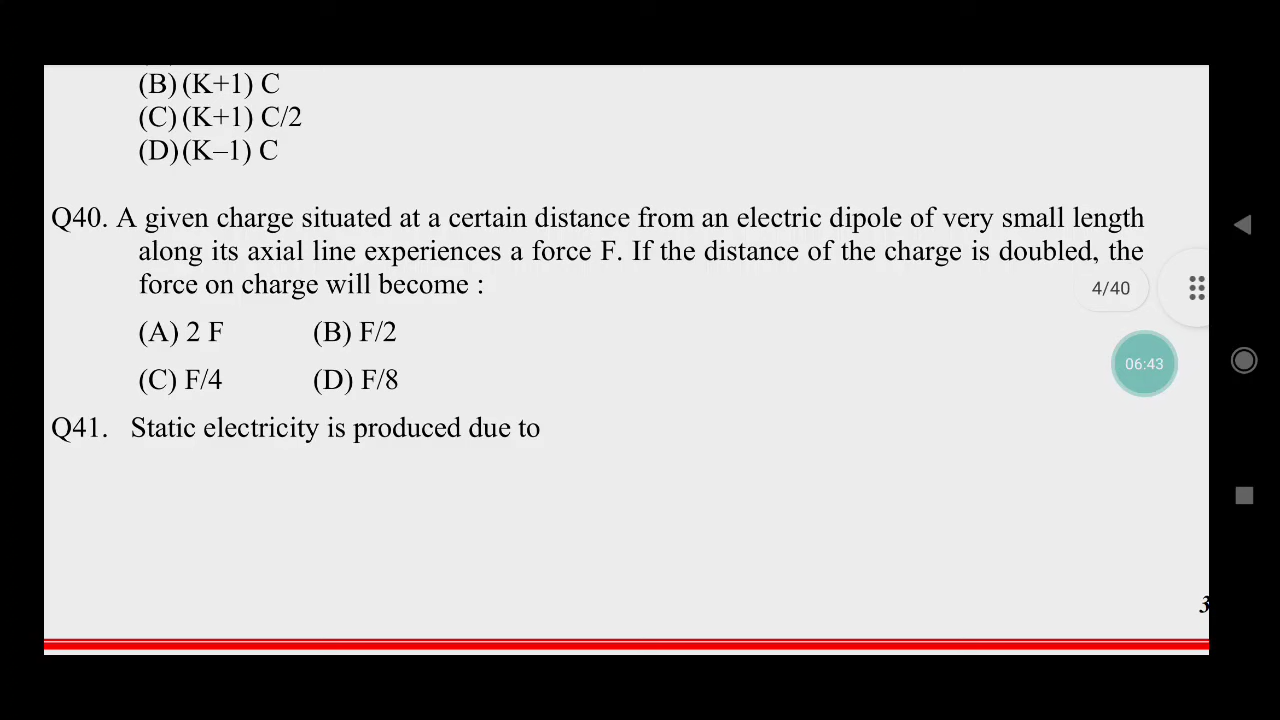 (B) (K+1) C
(C) (K+1) C/2
(D) (K–1) C
Q40. A given charge situated at a certain distance from an electric dipole of very small length
along its axial line experiences a force F. If the distance of the charge is doubled, the
force on charge will become :
4/40
(A) 2 F (B) F/2
06:43
(C) F/4 (D) F/8
Q41. Static electricity is produced due to
3